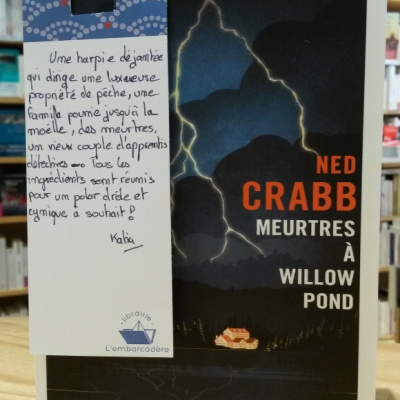 Une harpie déjantée
qui dirige une luxueuse
propriété de pêche, une
famille pourrie jusqu'à la
moëlle, des meurtres,
un vieux couple d'apprentis
détectives — Tous les
ingrédients sont réunis
pour un polar drôle et
cynique à souhait !
Katia
librairie
L'embarcadère
NED
CRABB
MEURTRES
À
WILLOW
POND